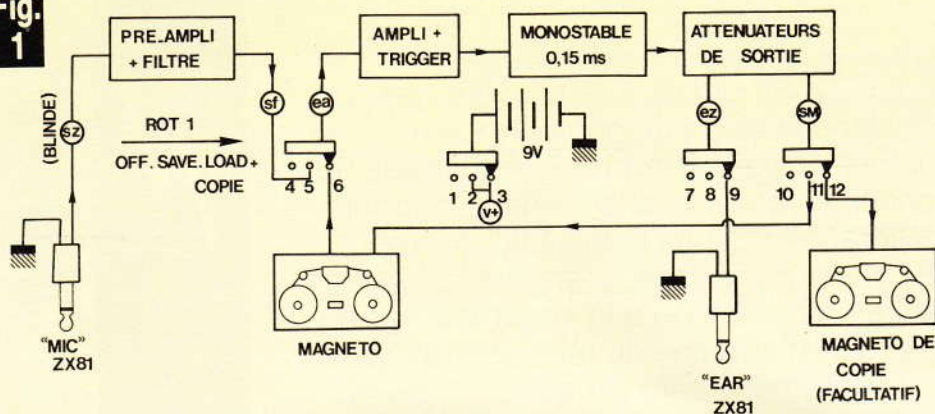 Fig.
1
PRE.AMPLI
+ FILTRE
AMPLI +
TRIGGER
MONOSTABLE
0,15 ms
ATTENUATEURS
DE SORTIE
(BLINDE)
sz
sf
ea
ez
sM
ROT 1
OFF. SAVE. LOAD +
COPIE
9V
4 5 6
1 2 3
V+
7 8 9
10 11 12
"MIC"
ZX81
MAGNETO
"EAR"
ZX81
MAGNETO DE
COPIE
(FACULTATIF)